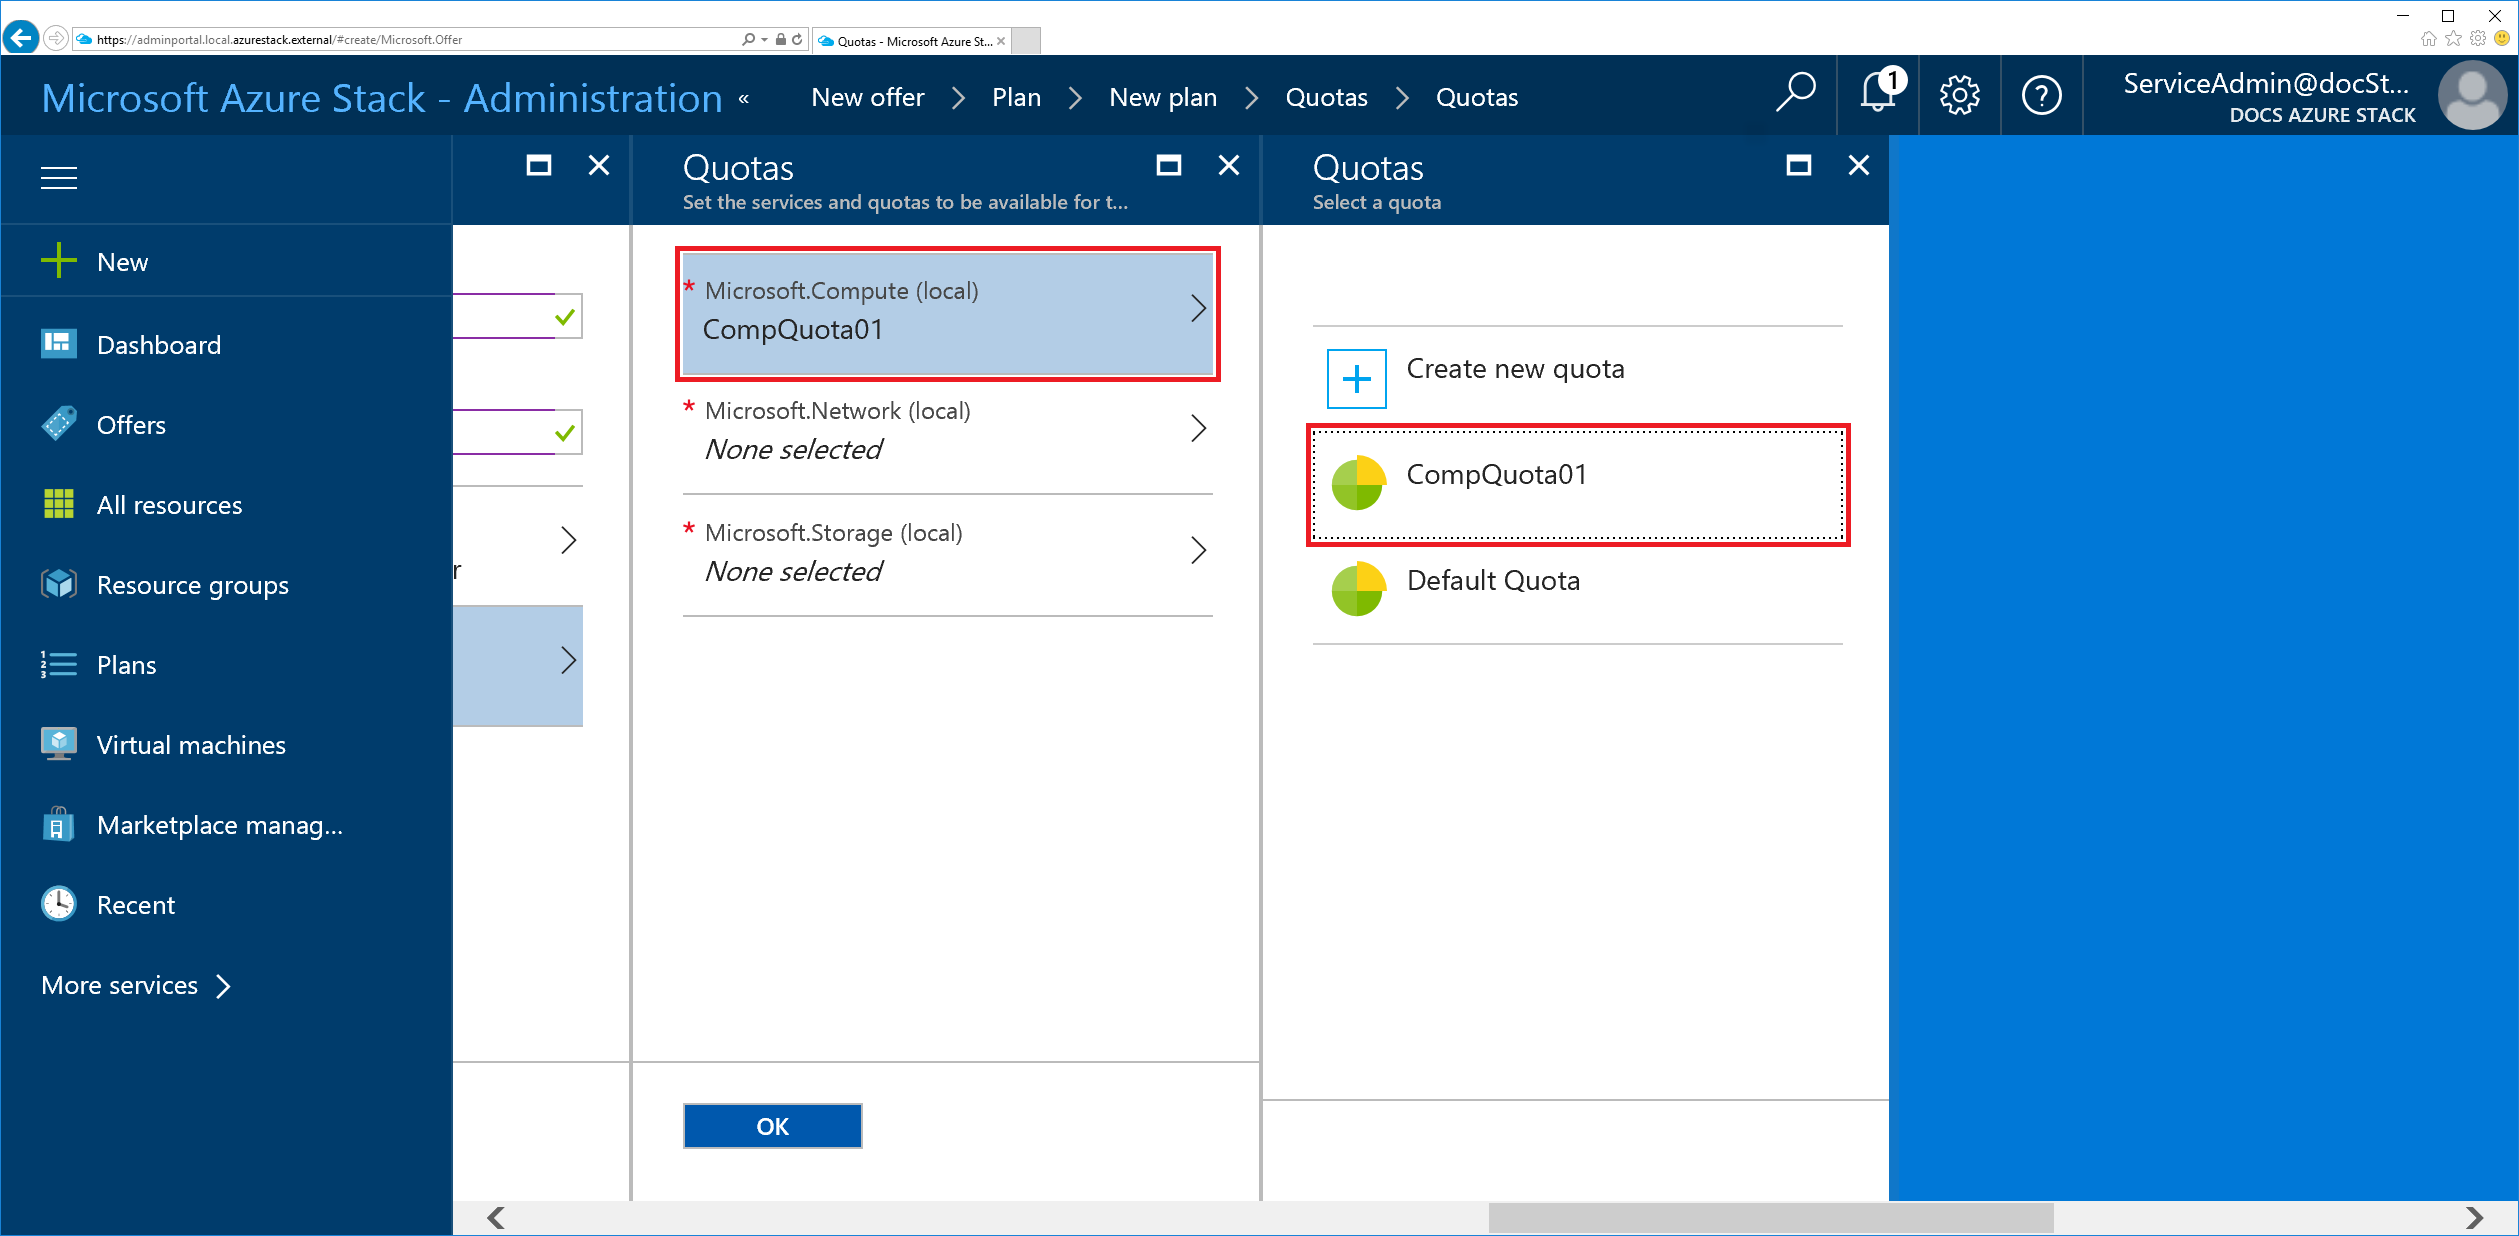 https://adminportal.local.azurestack.external/#create/Microsoft.Offer
Quotas - Microsoft Azure St...
Microsoft Azure Stack - Administration «
New offer > Plan > New plan > Quotas > Quotas
1
ServiceAdmin@docSt...
DOCS AZURE STACK
New
Dashboard
Offers
All resources
Resource groups
Plans
Virtual machines
Marketplace manag...
Recent
More services
r
Quotas
Set the services and quotas to be available for t...
* Microsoft.Compute (local)
CompQuota01
* Microsoft.Network (local)
None selected
* Microsoft.Storage (local)
None selected
OK
Quotas
Select a quota
Create new quota
CompQuota01
Default Quota